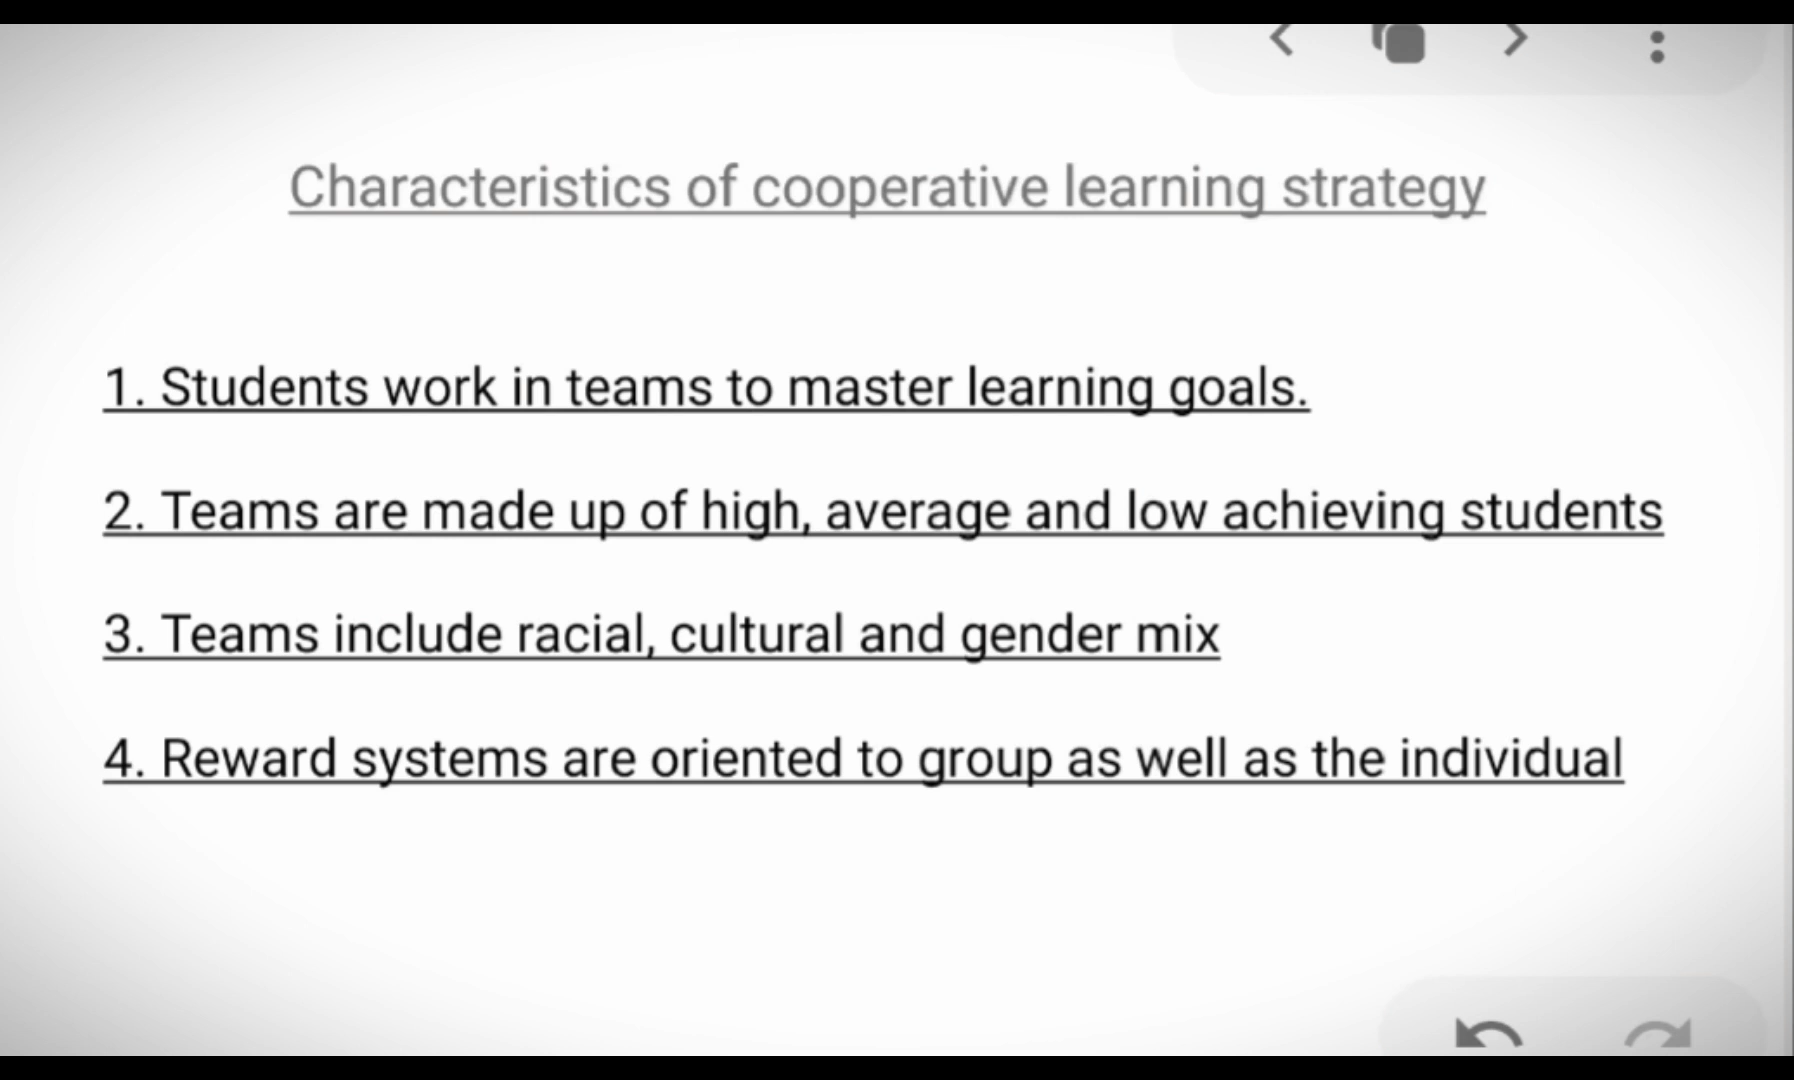 Characteristics of cooperative learning strategy
1. Students work in teams to master learning goals.
2. Teams are made up of high, average and low achieving students
3. Teams include racial, cultural and gender mix
4. Reward systems are oriented to group as well as the individual